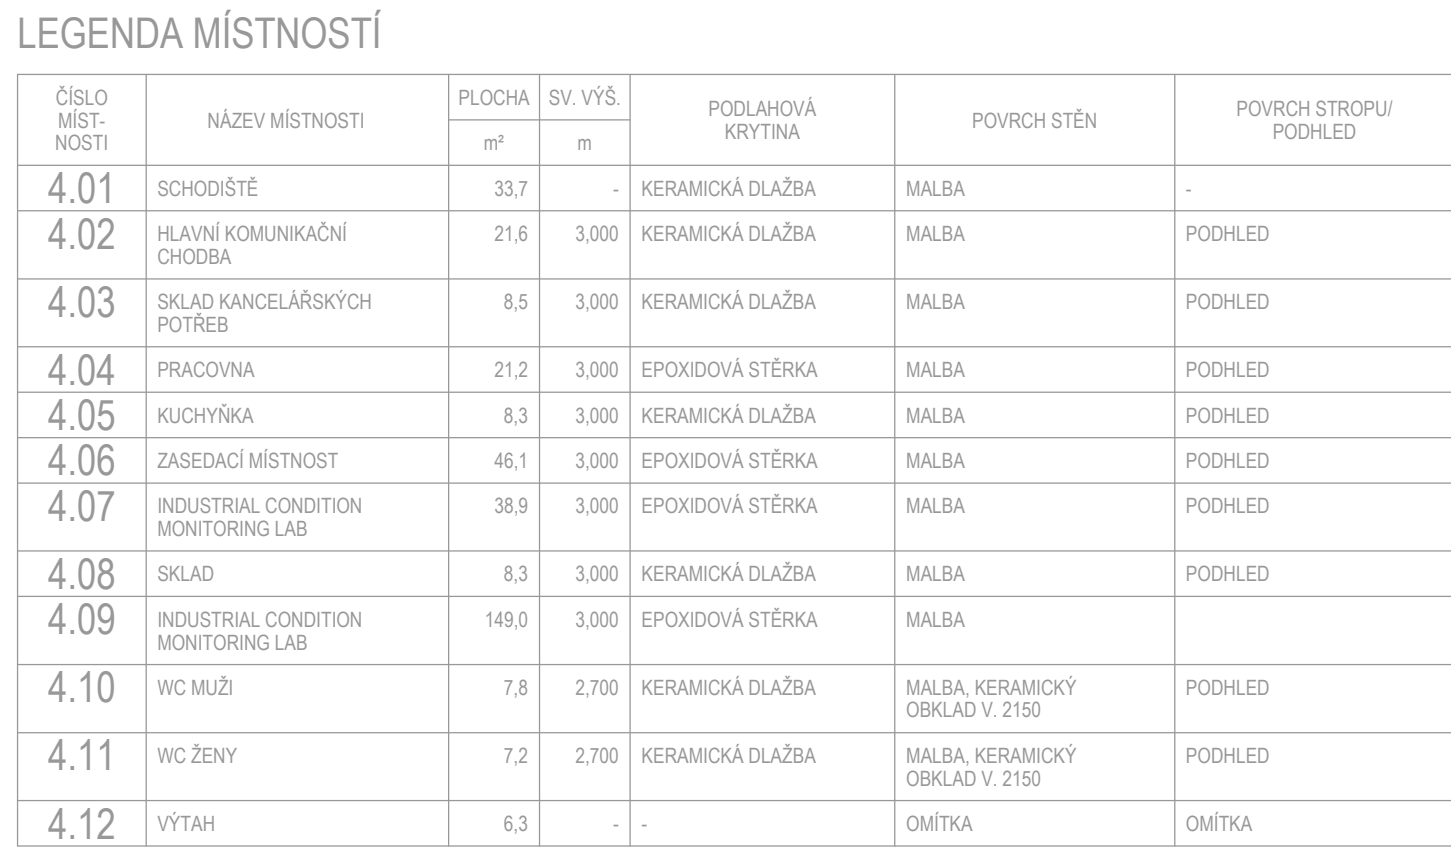 LEGENDA MÍSTNOSTÍ
ČÍSLO MÍST- NOSTI | NÁZEV MÍSTNOSTI | PLOCHA m² | SV. VÝŠ. m | PODLAHOVÁ KRYTINA | POVRCH STĚN | POVRCH STROPU/ PODHLED
4.01 SCHODIŠTĚ 33,7 - KERAMICKÁ DLAŽBA MALBA -
4.02 HLAVNÍ KOMUNIKAČNÍ 21,6 3,000 KERAMICKÁ DLAŽBA MALBA PODHLED
CHODBA
4.03 SKLAD KANCELÁŘSKÝCH 8,5 3,000 KERAMICKÁ DLAŽBA MALBA PODHLED
POTŘEB
4.04 PRACOVNA 21,2 3,000 EPOXIDOVÁ STĚRKA MALBA PODHLED
4.05 KUCHYŇKA 8,3 3,000 KERAMICKÁ DLAŽBA MALBA PODHLED
4.06 ZASEDACÍ MÍSTNOST 46,1 3,000 EPOXIDOVÁ STĚRKA MALBA PODHLED
4.07 INDUSTRIAL CONDITION 38,9 3,000 EPOXIDOVÁ STĚRKA MALBA PODHLED
MONITORING LAB
4.08 SKLAD 8,3 3,000 KERAMICKÁ DLAŽBA MALBA PODHLED
4.09 INDUSTRIAL CONDITION 149,0 3,000 EPOXIDOVÁ STĚRKA MALBA
MONITORING LAB
4.10 WC MUŽI 7,8 2,700 KERAMICKÁ DLAŽBA MALBA, KERAMICKÝ PODHLED
OBKLAD V. 2150
4.11 WC ŽENY 7,2 2,700 KERAMICKÁ DLAŽBA MALBA, KERAMICKÝ PODHLED
OBKLAD V. 2150
4.12 VÝTAH 6,3 - - OMÍTKA OMÍTKA